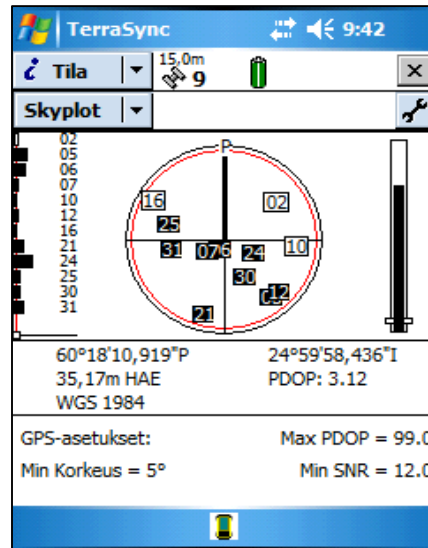 TerraSync 9:42
Tila 15,0m 9
Skyplot
02
05
06
07
10
12
16
21
24
25
30
31
P
16 02
25
31 07 24 10
30
12
21
60°18'10,919"P 24°59'58,436"I
35,17m HAE PDOP: 3.12
WGS 1984
GPS-asetukset: Max PDOP = 99.0
Min Korkeus = 5° Min SNR = 12.0